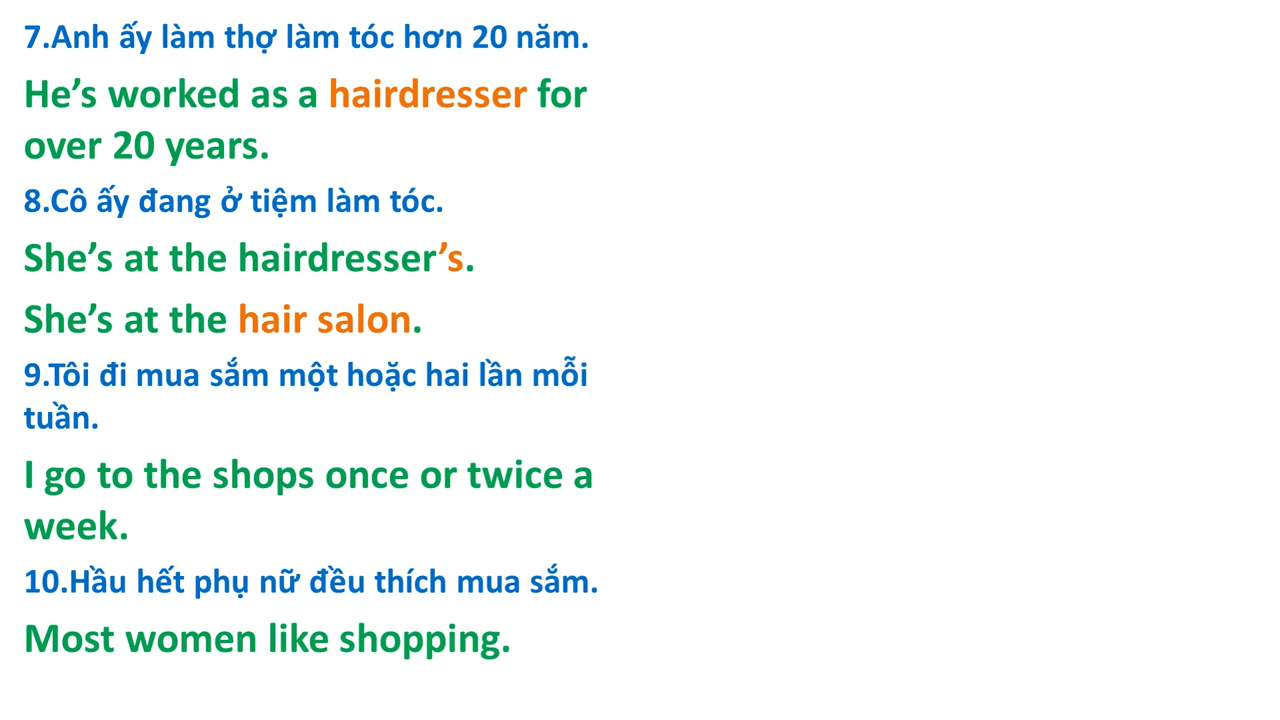 7.Anh ấy làm thợ làm tóc hơn 20 năm.
He’s worked as a hairdresser for
over 20 years.
8.Cô ấy đang ở tiệm làm tóc.
She’s at the hairdresser’s.
She’s at the hair salon.
9.Tôi đi mua sắm một hoặc hai lần mỗi
tuần.
I go to the shops once or twice a
week.
10.Hầu hết phụ nữ đều thích mua sắm.
Most women like shopping.